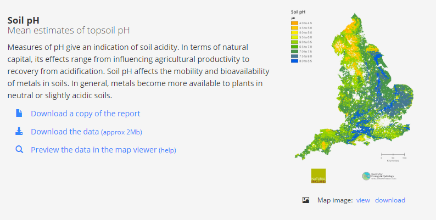 Soil pH
Mean estimates of topsoil pH
Measures of pH give an indication of soil acidity. In terms of natural
capital, its effects range from influencing agricultural productivity to
recovery from acidification. Soil pH affects the mobility and bioavailability
of metals in soils. In general, metals become more available to plants in
neutral or slightly acidic soils.
Download a copy of the report
Download the data (approx 2Mb)
Preview the data in the map viewer (help)
Soil pH
Map image: view download